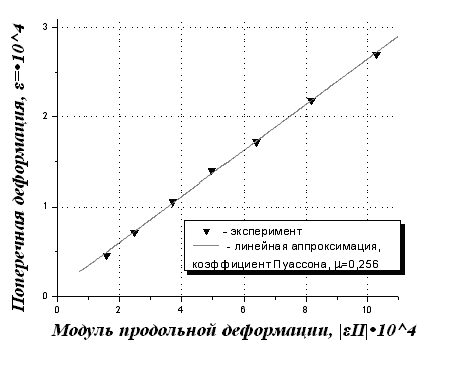 Поперечная деформация, ε=•10^4
3
2
1
0
0 2 4 6 8 10
- эксперимент
- линейная аппроксимация,
коэффициент Пуассона, μ=0,256
Модуль продольной деформации, |εII|•10^4